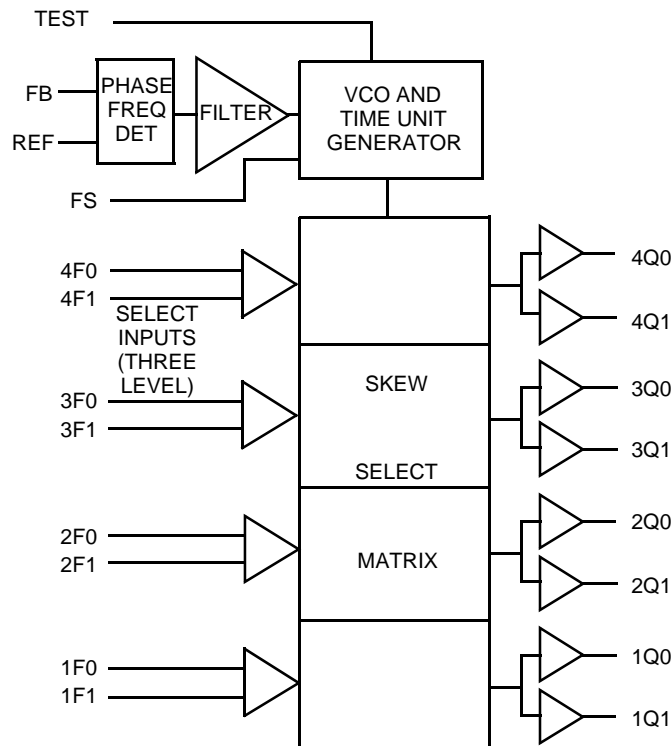 TEST
FB
REF
PHASE
FREQ
DET
FILTER
VCO AND
TIME UNIT
GENERATOR
FS
4F0
4F1
SELECT
INPUTS
(THREE
LEVEL)
3F0
3F1
2F0
2F1
1F0
1F1
SKEW
SELECT
MATRIX
4Q0
4Q1
3Q0
3Q1
2Q0
2Q1
1Q0
1Q1